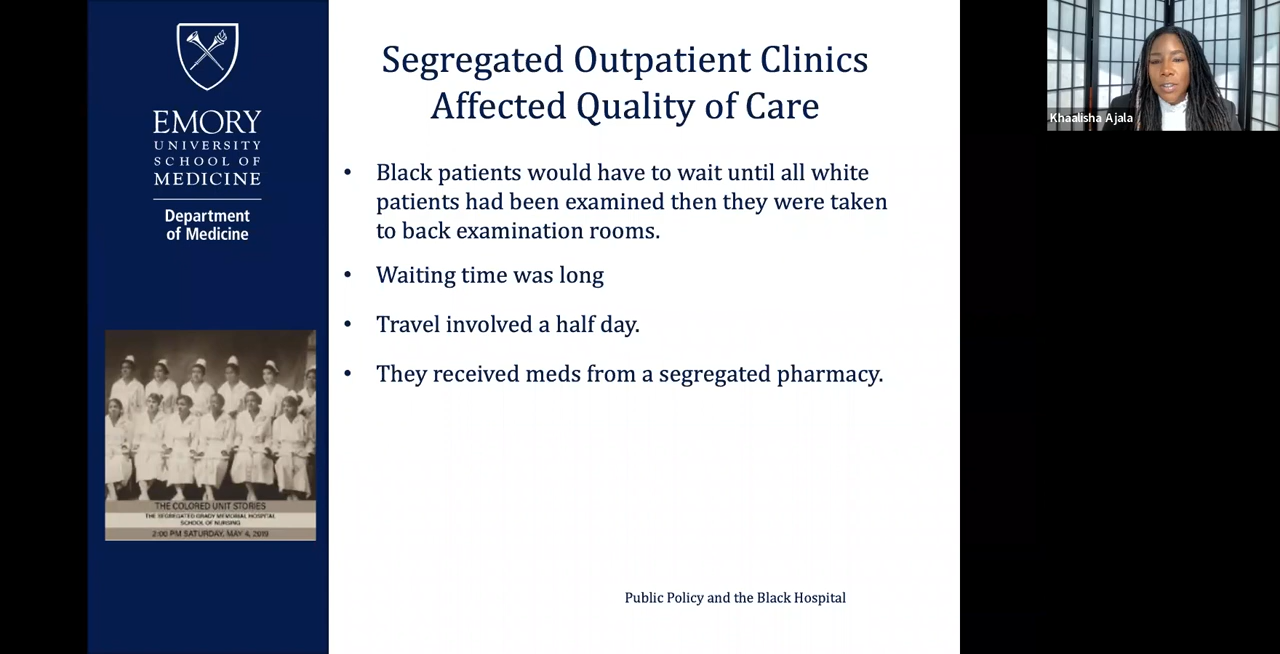 EMORY
UNIVERSITY
SCHOOL OF
MEDICINE
Department
of Medicine
THE COLORED UNIT STORIES
THE SEGREGATED GRADY MEMORIAL HOSPITAL
SCHOOL OF NURSING
2:00 PM SATURDAY, MAY 4, 2019
Segregated Outpatient Clinics
Affected Quality of Care
• Black patients would have to wait until all white
patients had been examined then they were taken
to back examination rooms.
• Waiting time was long
• Travel involved a half day.
• They received meds from a segregated pharmacy.
Public Policy and the Black Hospital
Khaalisha Ajala